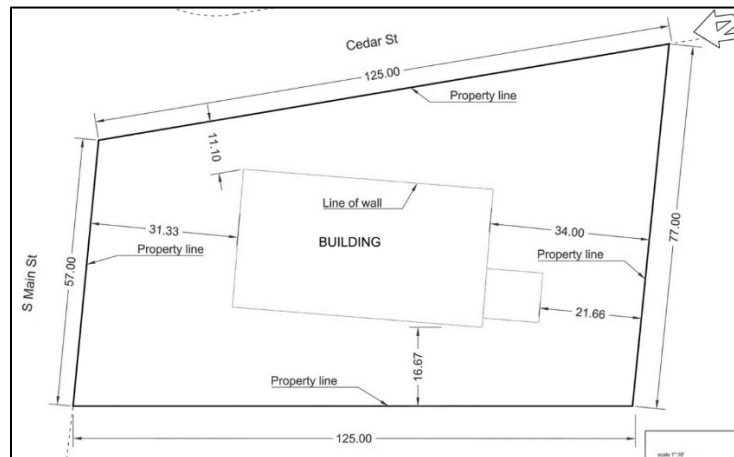 Cedar St
125.00
Property line
11.10
Line of wall
31.33
BUILDING
34.00
Property line
Property line
57.00
77.00
S Main St
21.66
16.67
Property line
125.00
scale 1":10'